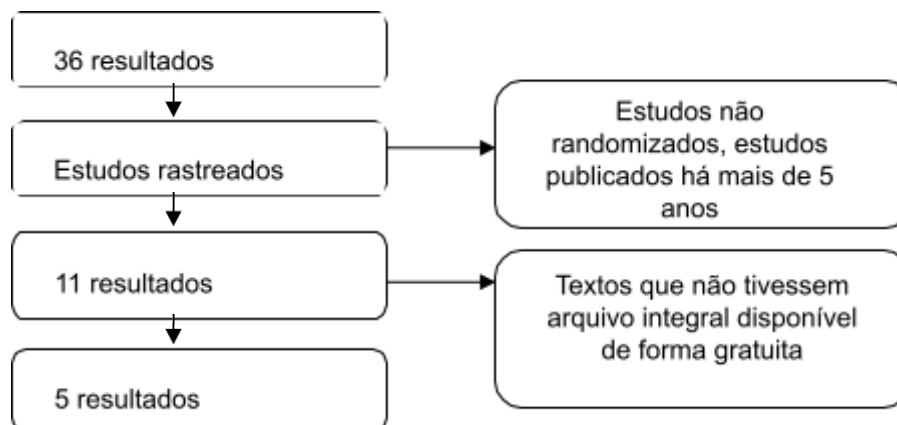 36 resultados
Estudos rastreados
Estudos não
randomizados, estudos
publicados há mais de 5
anos
11 resultados
Textos que não tivessem
arquivo integral disponível
de forma gratuita
5 resultados